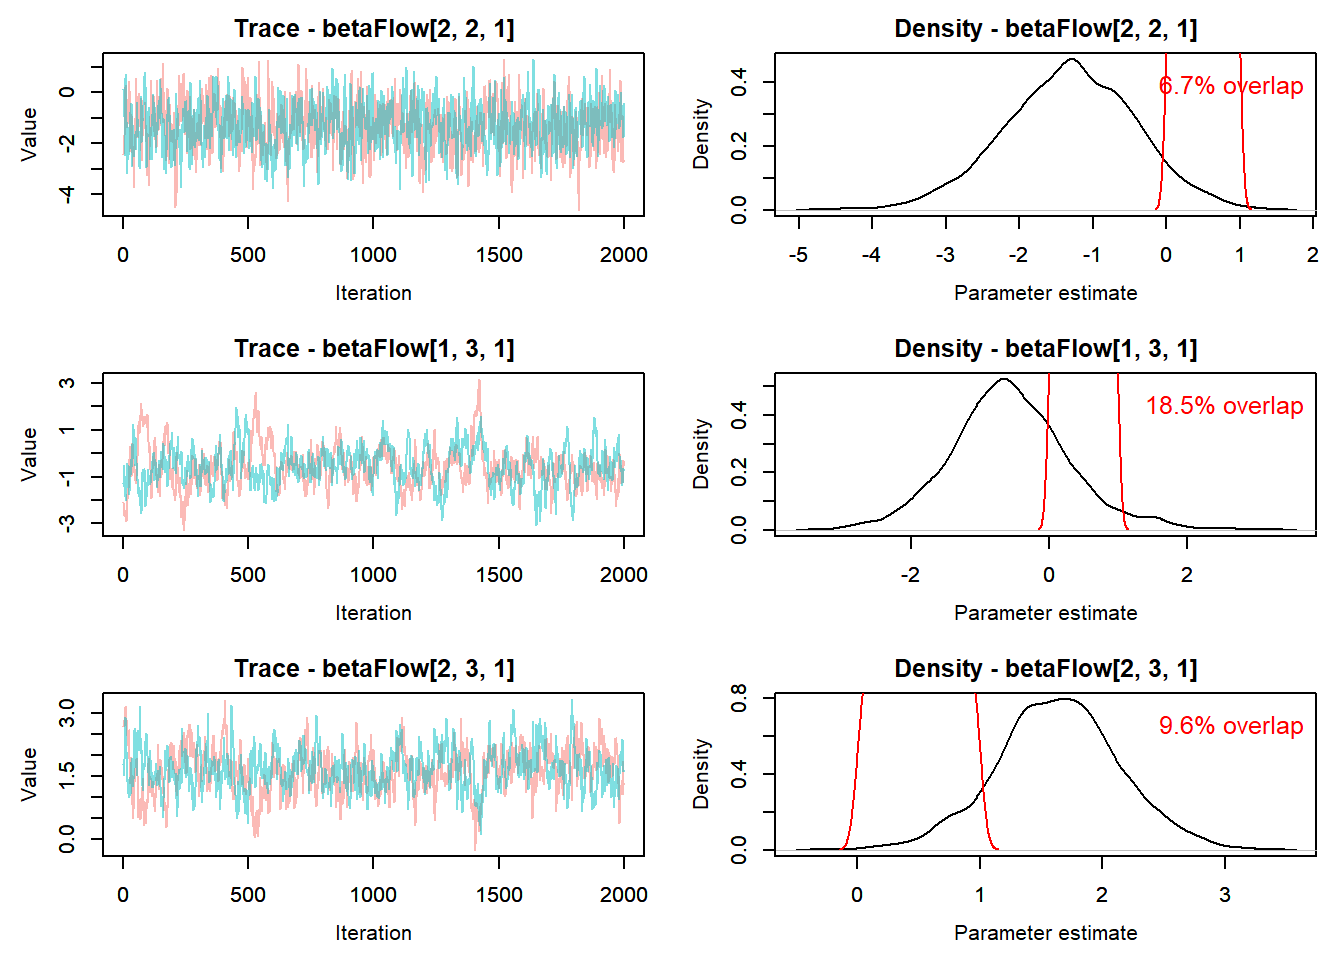 Trace - betaFlow[2, 2, 1]
Value
0
-2
-4
0 500 1000 1500 2000
Iteration
Density - betaFlow[2, 2, 1]
6.7% overlap
Density
0.4
0.2
0.0
-5 -4 -3 -2 -1 0 1 2
Parameter estimate
Trace - betaFlow[1, 3, 1]
Value
3
1
-1
-3
0 500 1000 1500 2000
Iteration
Density - betaFlow[1, 3, 1]
18.5% overlap
Density
0.4
0.2
0.0
-2 0 2
Parameter estimate
Trace - betaFlow[2, 3, 1]
Value
3.0
1.5
0.0
0 500 1000 1500 2000
Iteration
Density - betaFlow[2, 3, 1]
9.6% overlap
Density
0.8
0.4
0.0
0 1 2 3
Parameter estimate